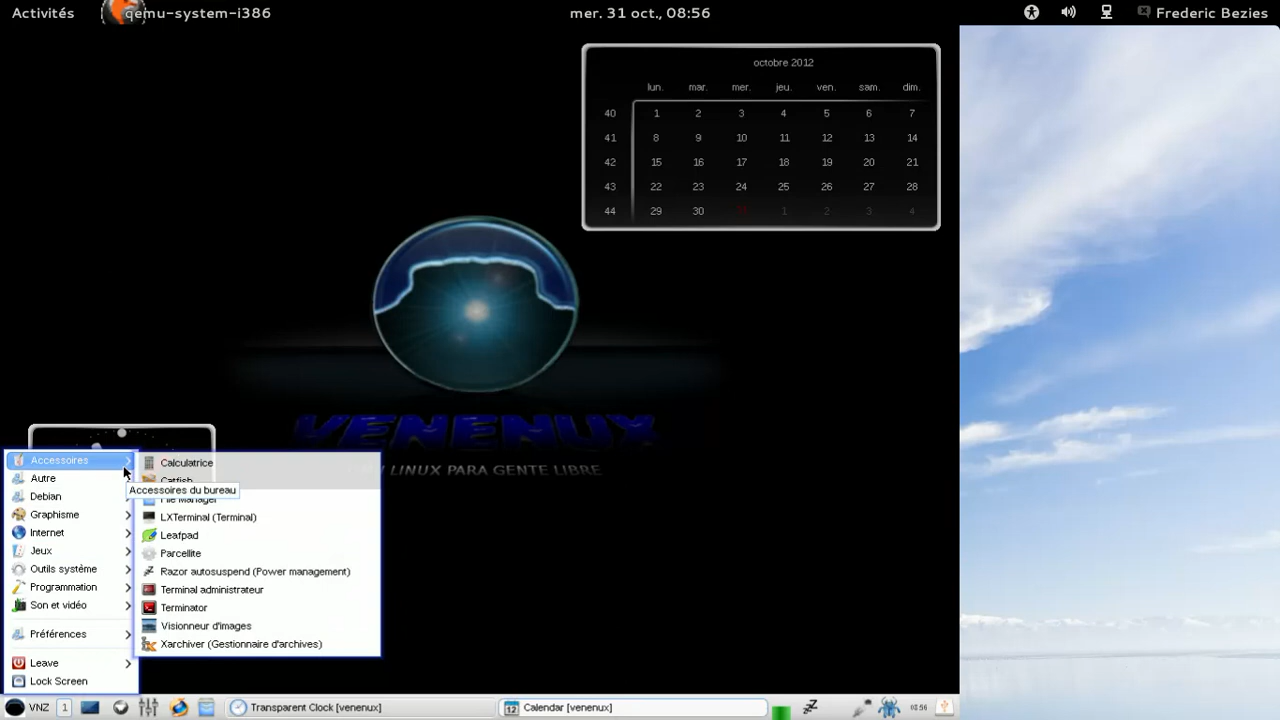 Activités qemu-system-i386 mer. 31 oct., 08:56 Frederic Bezies
octobre 2012
lun. mar. mer. jeu. ven. sam. dim.
40 1 2 3 4 5 6 7
41 8 9 10 11 12 13 14
42 15 16 17 18 19 20 21
43 22 23 24 25 26 27 28
44 29 30 31 1 2 3 4
VENENUX
LINUX PARA GENTE LIBRE
Accessoires
Autre
Debian
Graphisme
Internet
Jeux
Outils système
Programmation
Son et vidéo
Préférences
Leave
Lock Screen
Calculatrice
Catfish
Accessoires du bureau
File Manager
LXTerminal (Terminal)
Leafpad
Parcellite
Razor autosuspend (Power management)
Terminal administrateur
Terminator
Visionneur d'images
Xarchiver (Gestionnaire d'archives)
VNZ 1 Transparent Clock [venenux] Calendar [venenux] 08:56